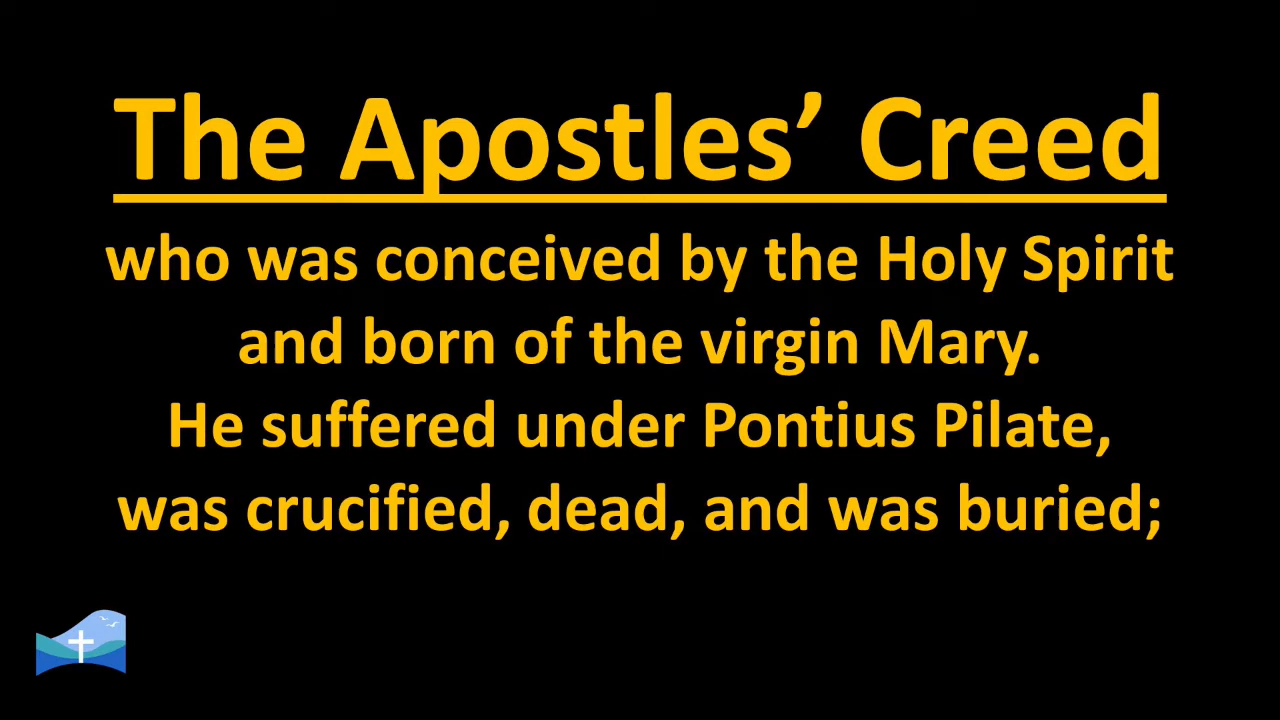 The Apostles’ Creed
who was conceived by the Holy Spirit
and born of the virgin Mary.
He suffered under Pontius Pilate,
was crucified, dead, and was buried;